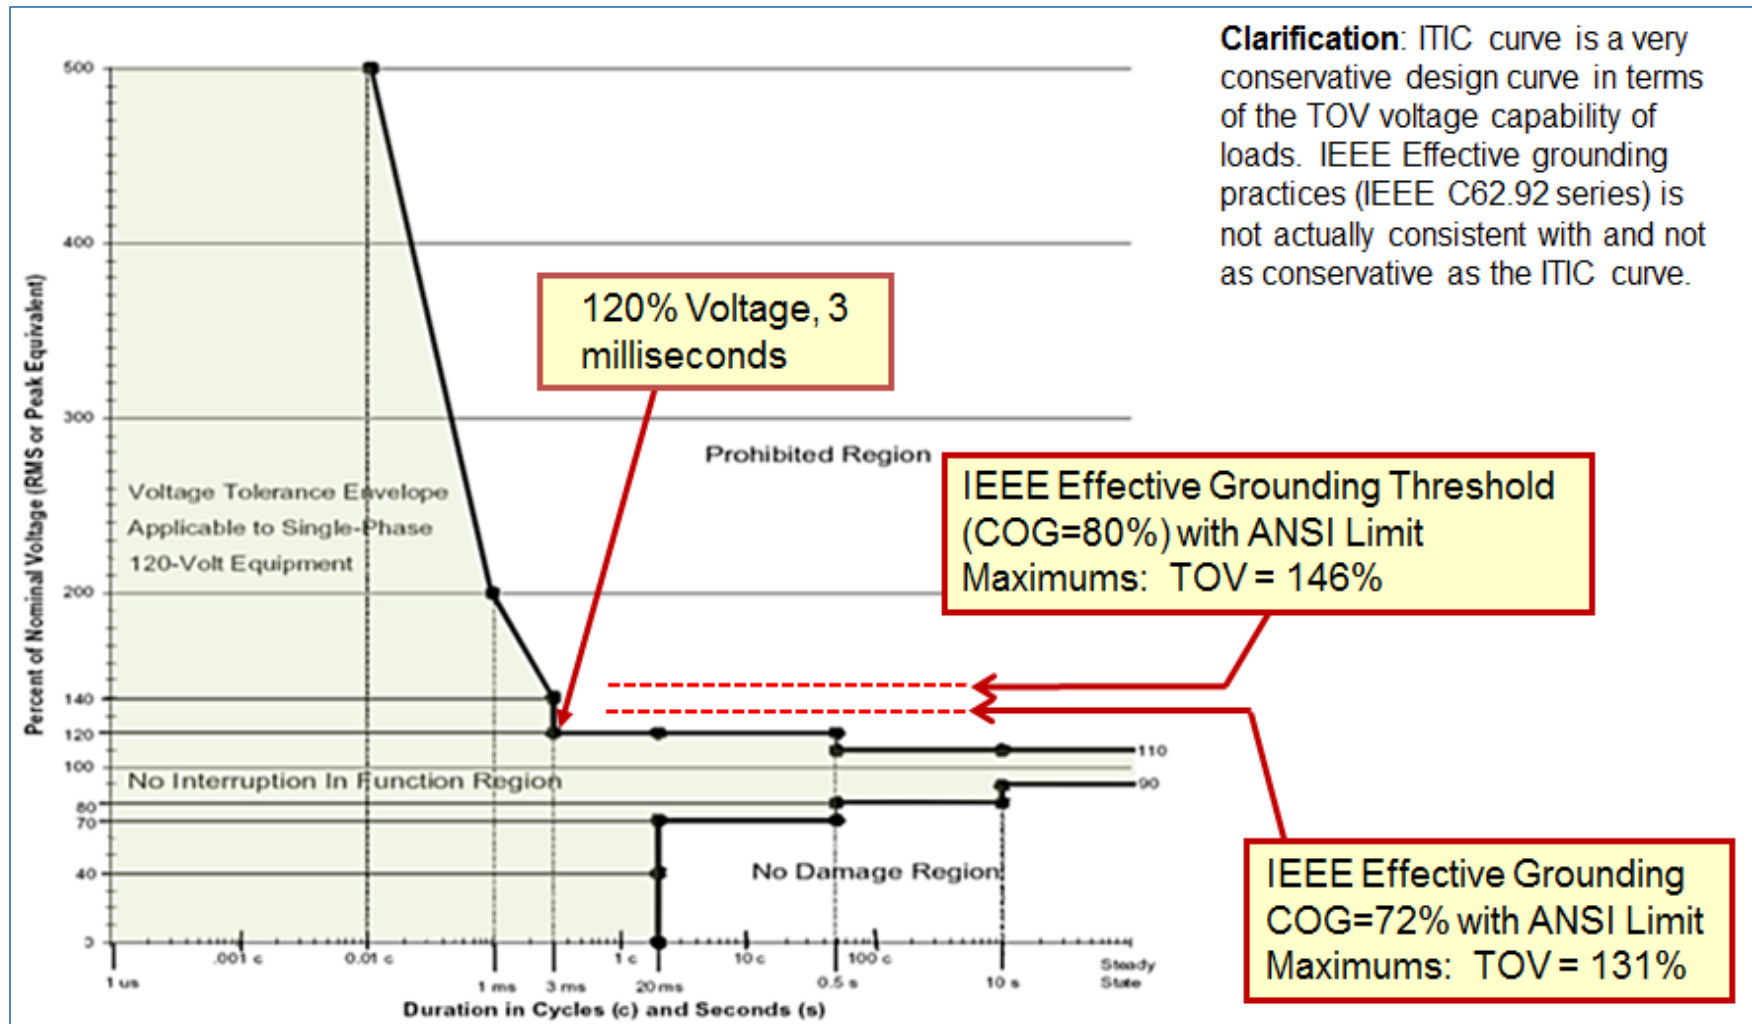 Clarification: ITIC curve is a very
conservative design curve in terms
of the TOV voltage capability of
loads. IEEE Effective grounding
practices (IEEE C62.92 series) is
not actually consistent with and not
as conservative as the ITIC curve.
Percent of Nominal Voltage (RMS or Peak Equivalent)
500
400
300
200
140
120
100
80
70
40
0
120% Voltage, 3
milliseconds
Prohibited Region
Voltage Tolerance Envelope
Applicable to Single-Phase
120-Volt Equipment
IEEE Effective Grounding Threshold
(COG=80%) with ANSI Limit
Maximums: TOV = 146%
110
90
No Interruption In Function Region
No Damage Region
IEEE Effective Grounding
COG=72% with ANSI Limit
Maximums: TOV = 131%
.001 c
0.01 c
1 c
10 c
100 c
Steady
State
1 us
1 ms
3 ms
20 ms
0.5 s
10 s
Duration in Cycles (c) and Seconds (s)